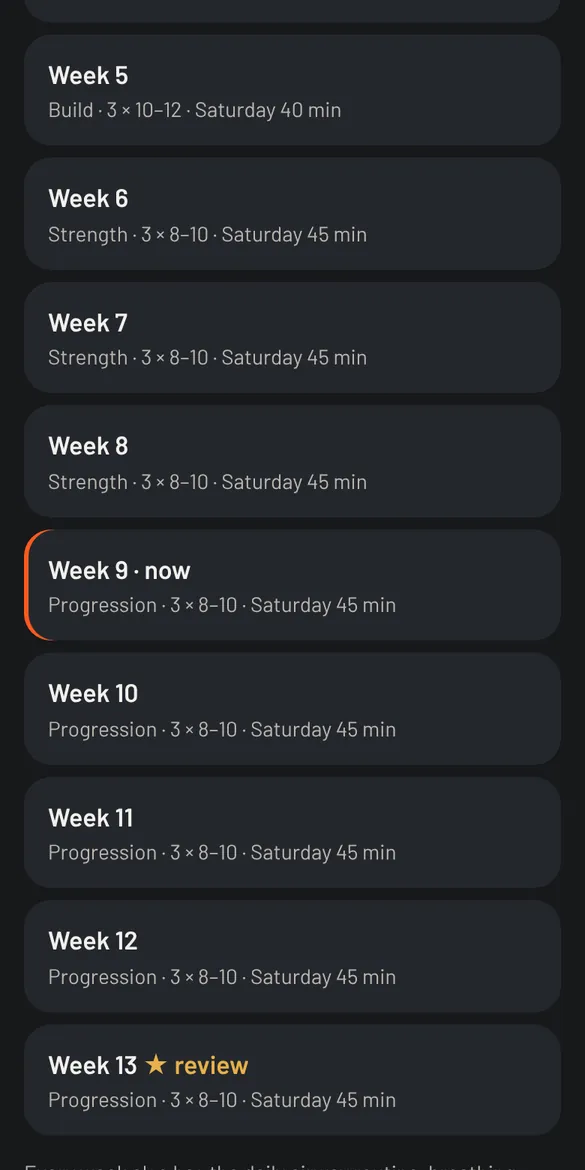 Week 5
Build · 3 × 10–12 · Saturday 40 min
Week 6
Strength · 3 × 8–10 · Saturday 45 min
Week 7
Strength · 3 × 8–10 · Saturday 45 min
Week 8
Strength · 3 × 8–10 · Saturday 45 min
Week 9 · now
Progression · 3 × 8–10 · Saturday 45 min
Week 10
Progression · 3 × 8–10 · Saturday 45 min
Week 11
Progression · 3 × 8–10 · Saturday 45 min
Week 12
Progression · 3 × 8–10 · Saturday 45 min
Week 13 ★ review
Progression · 3 × 8–10 · Saturday 45 min